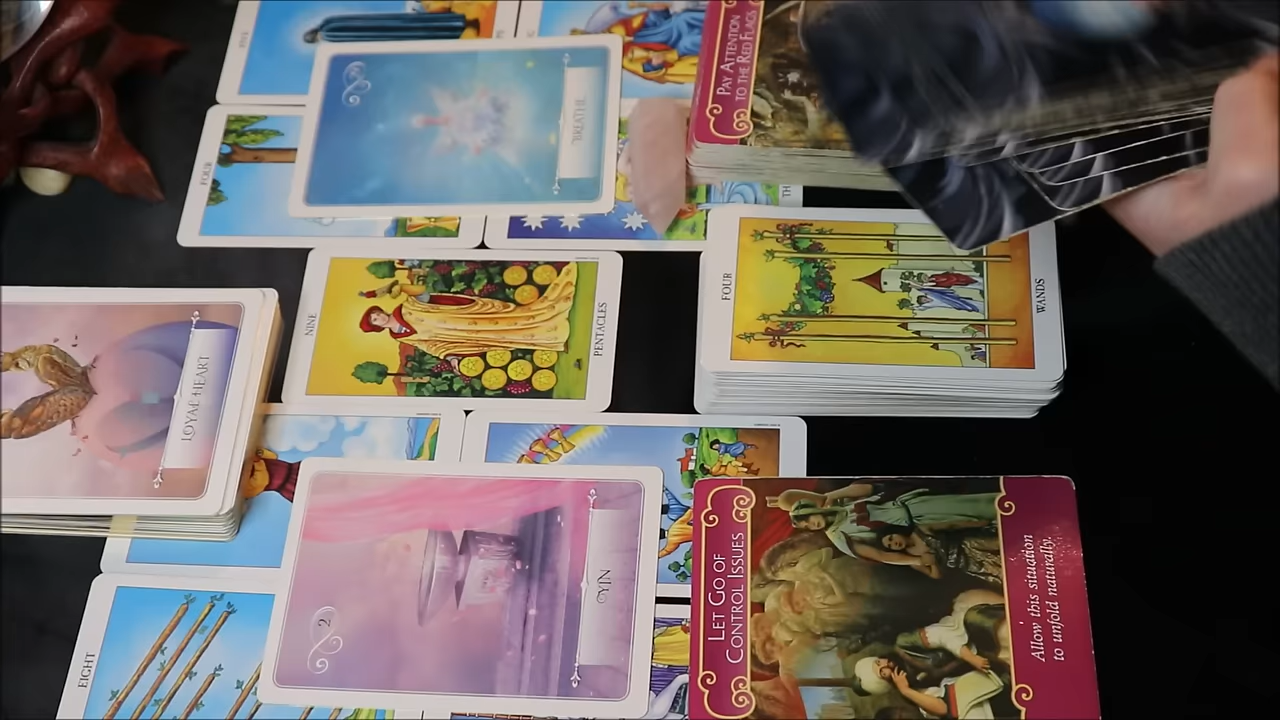 PAY ATTENTION
TO THE RED FLAGS
BREATHE
FOUR
NINE
PENTACLES
FOUR
WANDS
LOYAL HEART
EIGHT
2
YIN
LET GO OF
CONTROL ISSUES
Allow this situation
to unfold naturally.